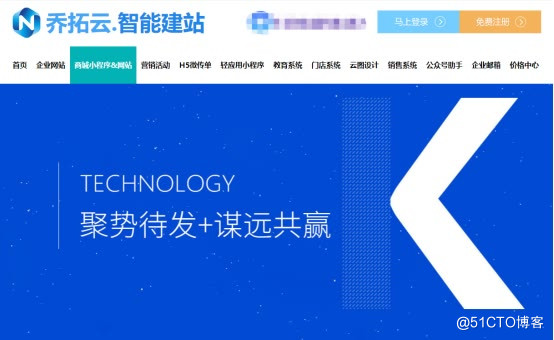 乔拓云.智能建站
马上登录
免费注册
首页 企业网站 商城小程序&网站 营销活动 H5微传单 轻应用小程序 教育系统 门店系统 云图设计 销售系统 公众号助手 企业邮箱 价格中心
TECHNOLOGY
聚势待发+谋远共赢
@51CTO博客